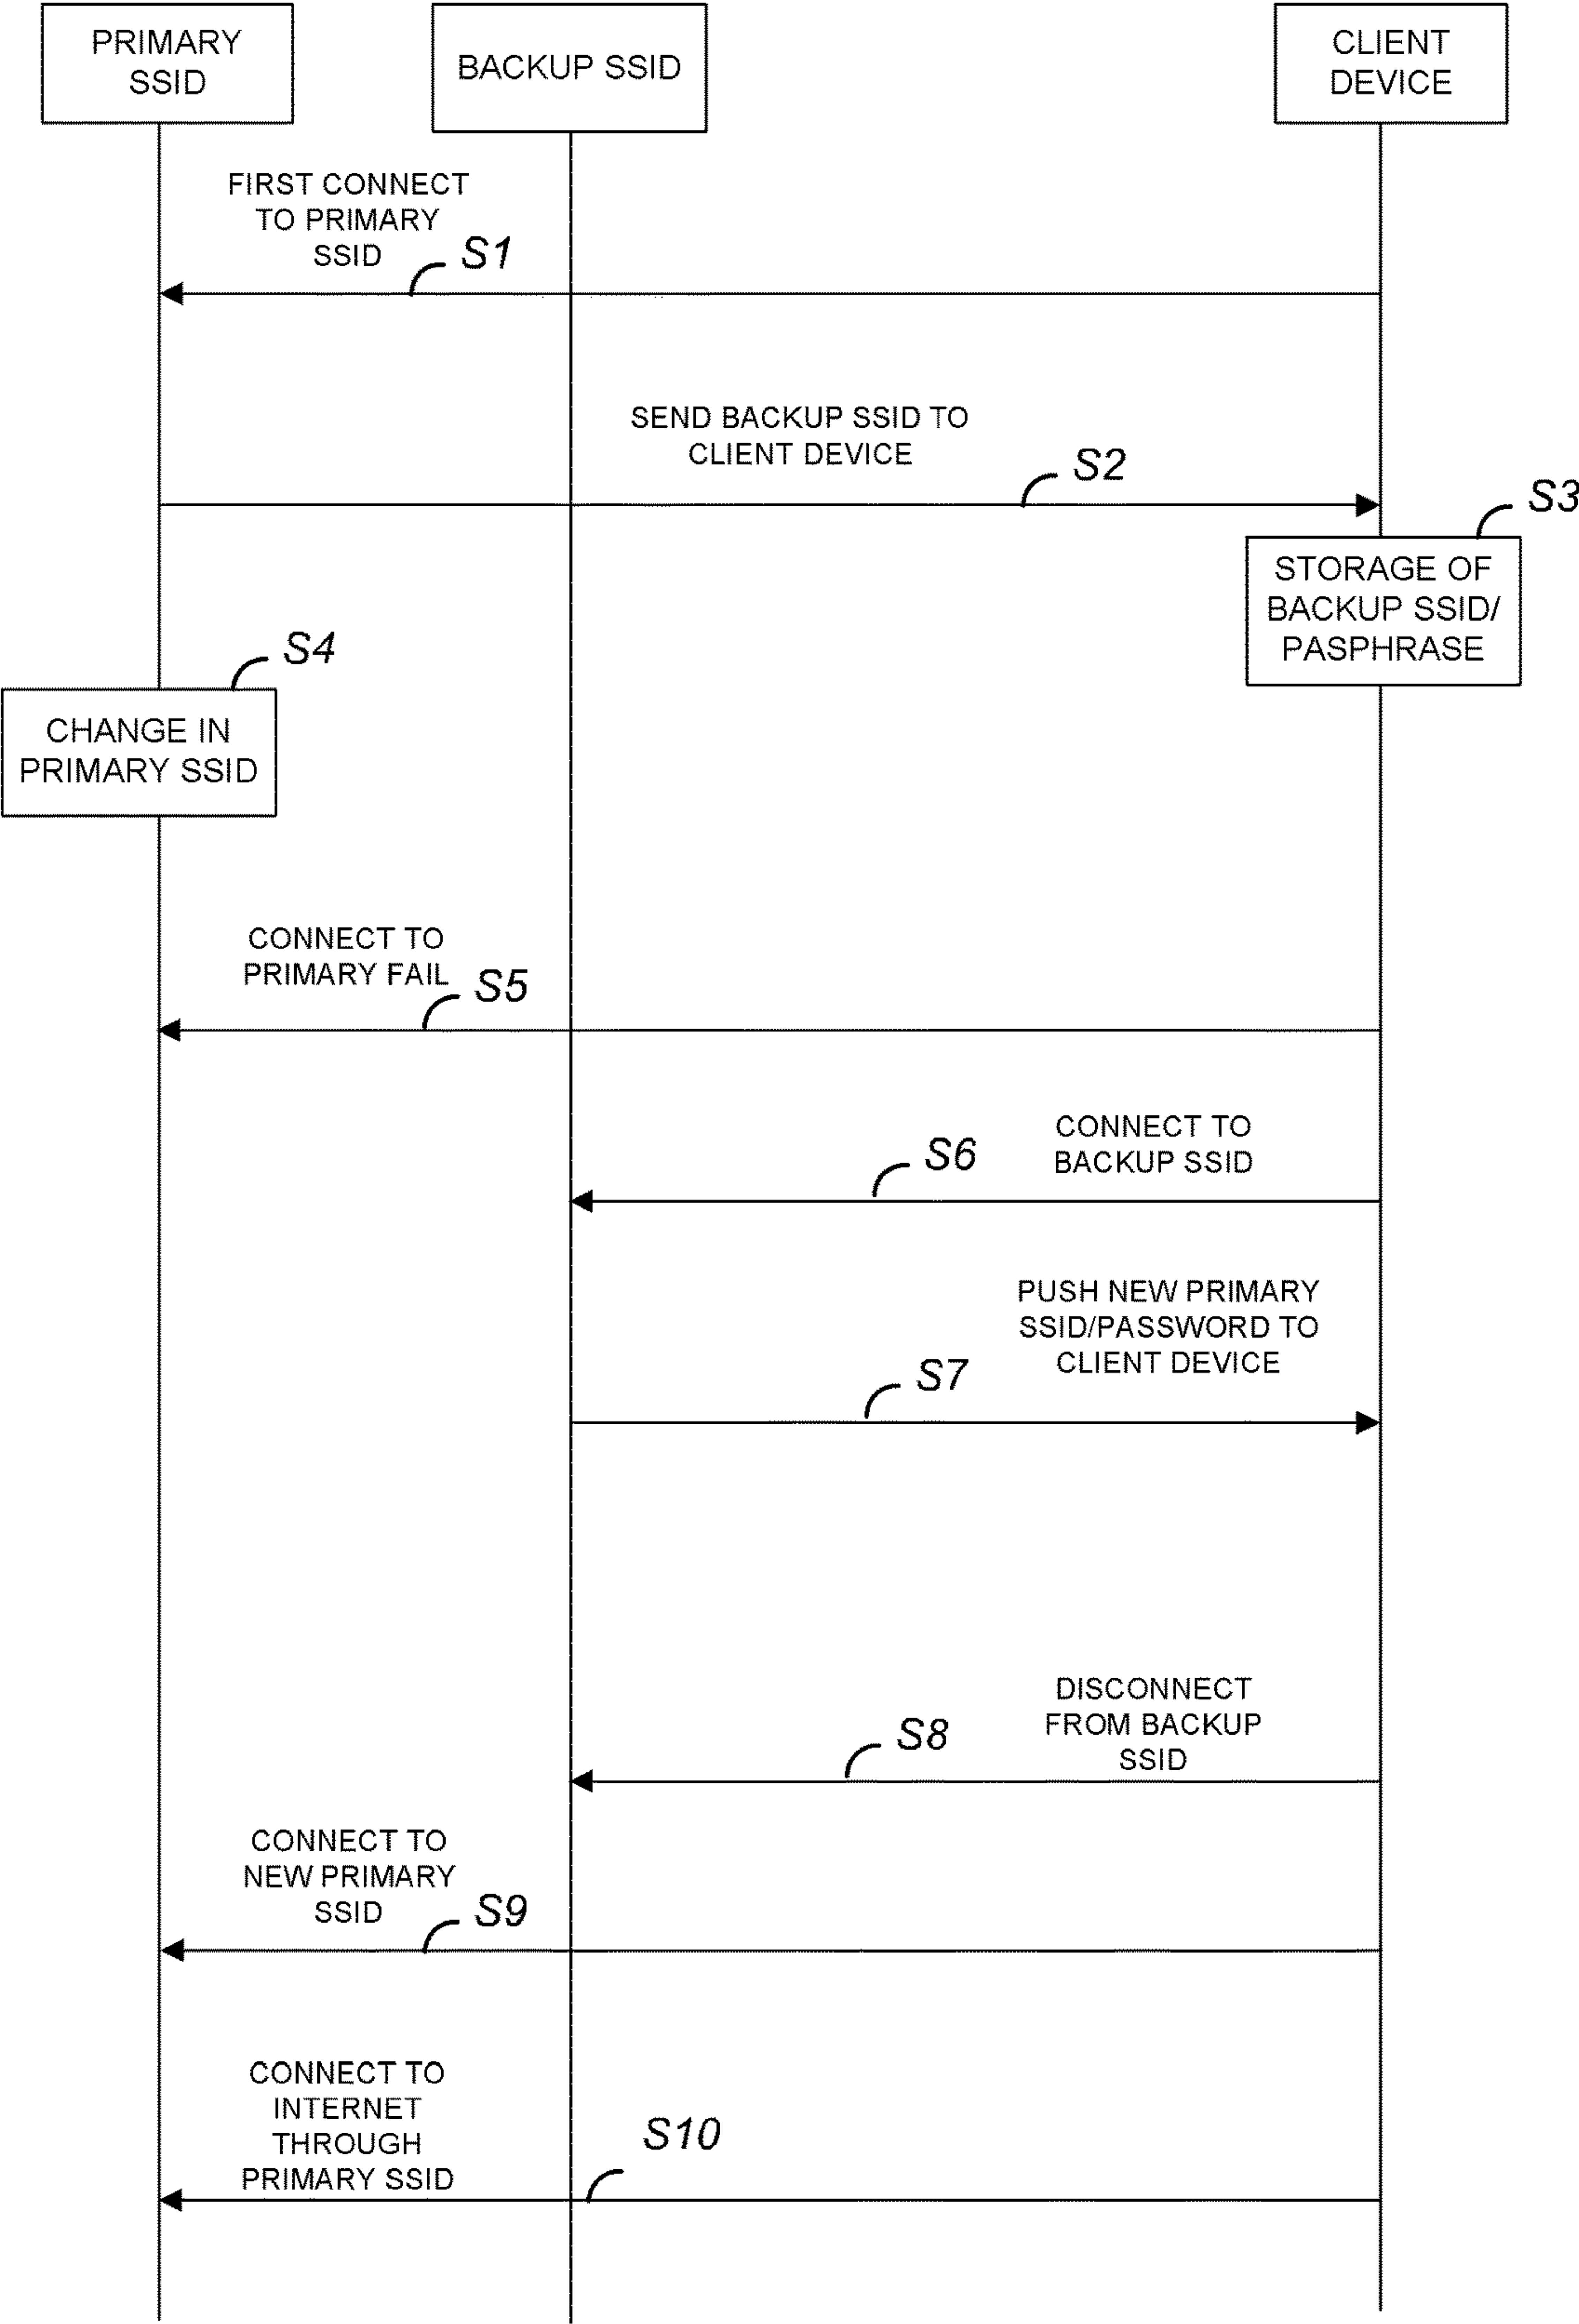 PRIMARY
SSID
BACKUP SSID
CLIENT
DEVICE
FIRST CONNECT
TO PRIMARY
SSID
S1
SEND BACKUP SSID TO
CLIENT DEVICE
S2
S3
STORAGE OF
BACKUP SSID/
PASPHRASE
S4
CHANGE IN
PRIMARY SSID
CONNECT TO
PRIMARY FAIL
S5
CONNECT TO
BACKUP SSID
S6
PUSH NEW PRIMARY
SSID/PASSWORD TO
CLIENT DEVICE
S7
DISCONNECT
FROM BACKUP
SSID
S8
CONNECT TO
NEW PRIMARY
SSID
S9
CONNECT TO
INTERNET
THROUGH
PRIMARY SSID
S10